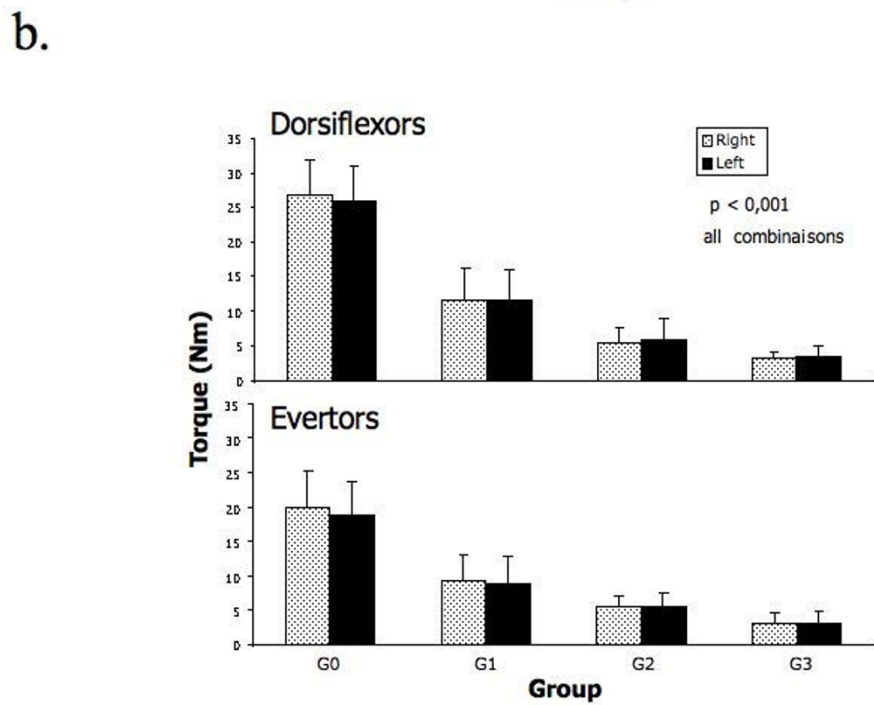 b.
Dorsiflexors
35
30
25
20
15
10
5
0
Right
Left
p < 0,001
all combinaisons
Torque (Nm)
Evertors
35
30
25
20
15
10
5
0
G0 G1 G2 G3
Group